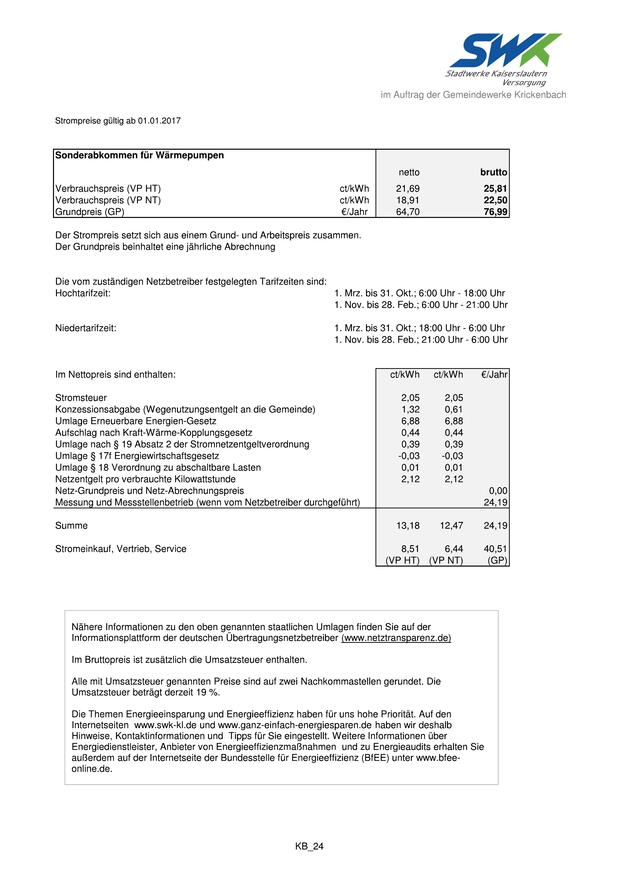 SWK
Stadtwerke Kaiserslautern
Versorgung
im Auftrag der Gemeindewerke Krickenbach
Strompreise gültig ab 01.01.2017
Sonderabkommen für Wärmepumpen
netto brutto
Verbrauchspreis (VP HT) ct/kWh 21,69 25,81
Verbrauchspreis (VP NT) ct/kWh 18,91 22,50
Grundpreis (GP) €/Jahr 64,70 76,99
Der Strompreis setzt sich aus einem Grund- und Arbeitspreis zusammen.
Der Grundpreis beinhaltet eine jährliche Abrechnung
Die vom zuständigen Netzbetreiber festgelegten Tarifzeiten sind:
Hochtarifzeit: 1. Mrz. bis 31. Okt.; 6:00 Uhr - 18:00 Uhr
1. Nov. bis 28. Feb.; 6:00 Uhr - 21:00 Uhr
Niedertarifzeit: 1. Mrz. bis 31. Okt.; 18:00 Uhr - 6:00 Uhr
1. Nov. bis 28. Feb.; 21:00 Uhr - 6:00 Uhr
Im Nettopreis sind enthalten: ct/kWh ct/kWh €/Jahr
Stromsteuer 2,05 2,05
Konzessionsabgabe (Wegenutzungsentgelt an die Gemeinde) 1,32 0,61
Umlage Erneuerbare Energien-Gesetz 6,88 6,88
Aufschlag nach Kraft-Wärme-Kopplungsgesetz 0,44 0,44
Umlage nach § 19 Absatz 2 der Stromnetzentgeltverordnung 0,39 0,39
Umlage § 17f Energiewirtschaftsgesetz -0,03 -0,03
Umlage § 18 Verordnung zu abschaltbare Lasten 0,01 0,01
Netzentgelt pro verbrauchte Kilowattstunde 2,12 2,12
Netz-Grundpreis und Netz-Abrechnungspreis 0,00
Messung und Messstellenbetrieb (wenn vom Netzbetreiber durchgeführt) 24,19
Summe 13,18 12,47 24,19
Stromeinkauf, Vertrieb, Service 8,51 6,44 40,51
(VP HT) (VP NT) (GP)
Nähere Informationen zu den oben genannten staatlichen Umlagen finden Sie auf der
Informationsplattform der deutschen Übertragungsnetzbetreiber (www.netztransparenz.de)
Im Bruttopreis ist zusätzlich die Umsatzsteuer enthalten.
Alle mit Umsatzsteuer genannten Preise sind auf zwei Nachkommastellen gerundet. Die
Umsatzsteuer beträgt derzeit 19 %.
Die Themen Energieeinsparung und Energieeffizienz haben für uns hohe Priorität. Auf den
Internetseiten www.swk-kl.de und www.ganz-einfach-energiesparen.de haben wir deshalb
Hinweise, Kontaktinformationen und Tipps für Sie eingestellt. Weitere Informationen über
Energiedienstleister, Anbieter von Energieeffizienzmaßnahmen und zu Energieaudits erhalten Sie
außerdem auf der Internetseite der Bundesstelle für Energieeffizienz (BfEE) unter www.bfee-
online.de.
KB_24